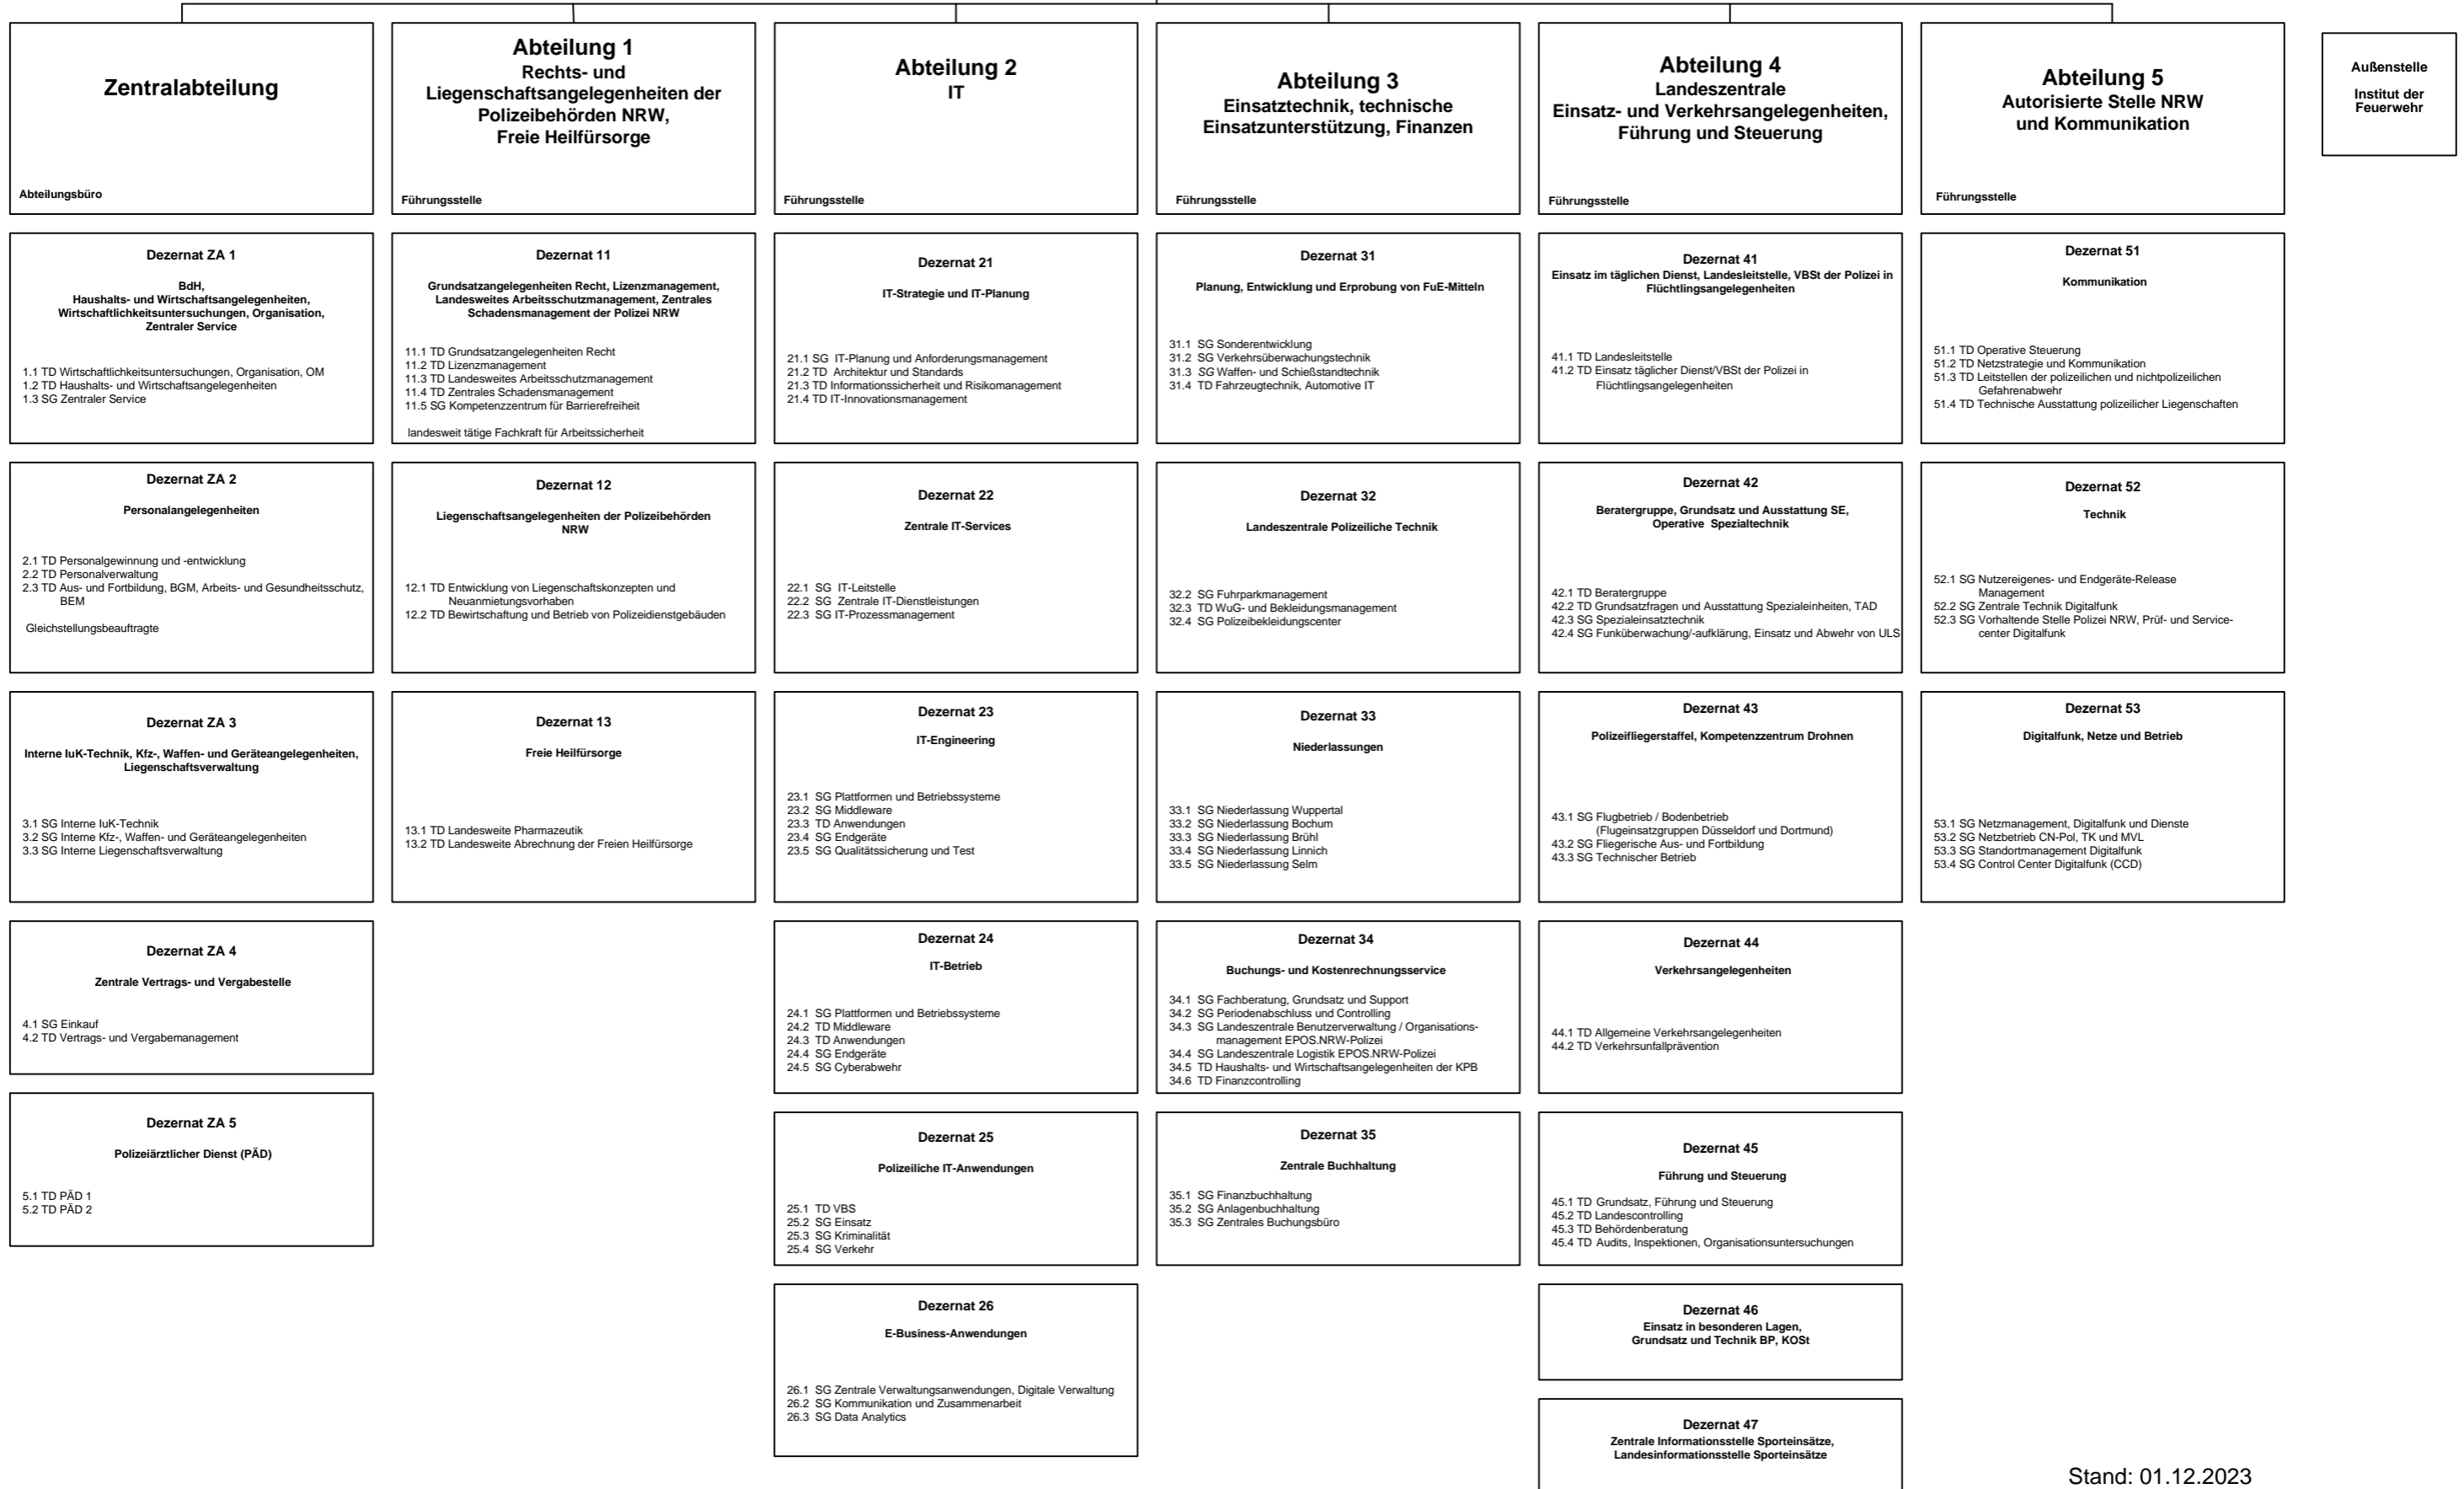 Zentralabteilung
Abteilungsbüro
Abteilung 1
Rechts- und
Liegenschaftsangelegenheiten der
Polizeibehörden NRW,
Freie Heilfürsorge
Führungsstelle
Abteilung 2
IT
Führungsstelle
Abteilung 3
Einsatztechnik, technische
Einsatzunterstützung, Finanzen
Führungsstelle
Abteilung 4
Landeszentrale
Einsatz- und Verkehrsangelegenheiten,
Führung und Steuerung
Führungsstelle
Abteilung 5
Autorisierte Stelle NRW
und Kommunikation
Führungsstelle
Außenstelle
Institut der
Feuerwehr
Dezernat ZA 1
BdH,
Haushalts- und Wirtschaftsangelegenheiten,
Wirtschaftlichkeitsuntersuchungen, Organisation,
Zentraler Service
1.1 TD Wirtschaftlichkeitsuntersuchungen, Organisation, OM
1.2 TD Haushalts- und Wirtschaftsangelegenheiten
1.3 SG Zentraler Service
Dezernat 11
Grundsatzangelegenheiten Recht, Lizenzmanagement,
Landesweites Arbeitsschutzmanagement, Zentrales
Schadensmanagement der Polizei NRW
11.1 TD Grundsatzangelegenheiten Recht
11.2 TD Lizenzmanagement
11.3 TD Landesweites Arbeitsschutzmanagement
11.4 TD Zentrales Schadensmanagement
11.5 SG Kompetenzzentrum für Barrierefreiheit
landesweit tätige Fachkraft für Arbeitssicherheit
Dezernat 21
IT-Strategie und IT-Planung
21.1 SG IT-Planung und Anforderungsmanagement
21.2 TD Architektur und Standards
21.3 TD Informationssicherheit und Risikomanagement
21.4 TD IT-Innovationsmanagement
Dezernat 31
Planung, Entwicklung und Erprobung von FuE-Mitteln
31.1 SG Sonderentwicklung
31.2 SG Verkehrsüberwachungstechnik
31.3 SG Waffen- und Schießstandtechnik
31.4 TD Fahrzeugtechnik, Automotive IT
Dezernat 41
Einsatz im täglichen Dienst, Landesleitstelle, VBSt der Polizei in
Flüchtlingsangelegenheiten
41.1 TD Landesleitstelle
41.2 TD Einsatz täglicher Dienst/VBSt der Polizei in
Flüchtlingsangelegenheiten
Dezernat 51
Kommunikation
51.1 TD Operative Steuerung
51.2 TD Netzstrategie und Kommunikation
51.3 TD Leitstellen der polizeilichen und nichtpolizeilichen
Gefahrenabwehr
51.4 TD Technische Ausstattung polizeilicher Liegenschaften
Dezernat ZA 2
Personalangelegenheiten
2.1 TD Personalgewinnung und -entwicklung
2.2 TD Personalverwaltung
2.3 TD Aus- und Fortbildung, BGM, Arbeits- und Gesundheitsschutz,
BEM
Gleichstellungsbeauftragte
Dezernat 12
Liegenschaftsangelegenheiten der Polizeibehörden
NRW
12.1 TD Entwicklung von Liegenschaftskonzepten und
Neuanmietungsvorhaben
12.2 TD Bewirtschaftung und Betrieb von Polizeidienstgebäuden
Dezernat 22
Zentrale IT-Services
22.1 SG IT-Leitstelle
22.2 SG Zentrale IT-Dienstleistungen
22.3 SG IT-Prozessmanagement
Dezernat 32
Landeszentrale Polizeiliche Technik
32.2 SG Fuhrparkmanagement
32.3 TD WuG- und Bekleidungsmanagement
32.4 SG Polizeibekleidungscenter
Dezernat 42
Beratergruppe, Grundsatz und Ausstattung SE,
Operative Spezialtechnik
42.1 TD Beratergruppe
42.2 TD Grundsatzfragen und Ausstattung Spezialeinheiten, TAD
42.3 SG Spezialeinsatztechnik
42.4 SG Funküberwachung/-aufklärung, Einsatz und Abwehr von ULS
Dezernat 52
Technik
52.1 SG Nutzereigenes- und Endgeräte-Release
Management
52.2 SG Zentrale Technik Digitalfunk
52.3 SG Vorhaltende Stelle Polizei NRW, Prüf- und Service-
center Digitalfunk
Dezernat ZA 3
Interne IuK-Technik, Kfz-, Waffen- und Geräteangelegenheiten,
Liegenschaftsverwaltung
3.1 SG Interne IuK-Technik
3.2 SG Interne Kfz-, Waffen- und Geräteangelegenheiten
3.3 SG Interne Liegenschaftsverwaltung
Dezernat 13
Freie Heilfürsorge
13.1 TD Landesweite Pharmazeutik
13.2 TD Landesweite Abrechnung der Freien Heilfürsorge
Dezernat 23
IT-Engineering
23.1 SG Plattformen und Betriebssysteme
23.2 SG Middleware
23.3 TD Anwendungen
23.4 SG Endgeräte
23.5 SG Qualitätssicherung und Test
Dezernat 33
Niederlassungen
33.1 SG Niederlassung Wuppertal
33.2 SG Niederlassung Bochum
33.3 SG Niederlassung Brühl
33.4 SG Niederlassung Linnich
33.5 SG Niederlassung Selm
Dezernat 43
Polizeifliegerstaffel, Kompetenzzentrum Drohnen
43.1 SG Flugbetrieb / Bodenbetrieb
(Flugeinsatzgruppen Düsseldorf und Dortmund)
43.2 SG Fliegerische Aus- und Fortbildung
43.3 SG Technischer Betrieb
Dezernat 53
Digitalfunk, Netze und Betrieb
53.1 SG Netzmanagement, Digitalfunk und Dienste
53.2 SG Netzbetrieb CN-Pol, TK und MVL
53.3 SG Standortmanagement Digitalfunk
53.4 SG Control Center Digitalfunk (CCD)
Dezernat ZA 4
Zentrale Vertrags- und Vergabestelle
4.1 SG Einkauf
4.2 TD Vertrags- und Vergabemanagement
Dezernat 24
IT-Betrieb
24.1 SG Plattformen und Betriebssysteme
24.2 TD Middleware
24.3 TD Anwendungen
24.4 SG Endgeräte
24.5 SG Cyberabwehr
Dezernat 34
Buchungs- und Kostenrechnungsservice
34.1 SG Fachberatung, Grundsatz und Support
34.2 SG Periodenabschluss und Controlling
34.3 SG Landeszentrale Benutzerverwaltung / Organisations-
management EPOS.NRW-Polizei
34.4 SG Landeszentrale Logistik EPOS.NRW-Polizei
34.5 TD Haushalts- und Wirtschaftsangelegenheiten der KPB
34.6 TD Finanzcontrolling
Dezernat 44
Verkehrsangelegenheiten
44.1 TD Allgemeine Verkehrsangelegenheiten
44.2 TD Verkehrsunfallprävention
Dezernat ZA 5
Polizeiärztlicher Dienst (PÄD)
5.1 TD PÄD 1
5.2 TD PÄD 2
Dezernat 25
Polizeiliche IT-Anwendungen
25.1 TD VBS
25.2 SG Einsatz
25.3 SG Kriminalität
25.4 SG Verkehr
Dezernat 35
Zentrale Buchhaltung
35.1 SG Finanzbuchhaltung
35.2 SG Anlagenbuchhaltung
35.3 SG Zentrales Buchungsbüro
Dezernat 45
Führung und Steuerung
45.1 TD Grundsatz, Führung und Steuerung
45.2 TD Landescontrolling
45.3 TD Behördenberatung
45.4 TD Audits, Inspektionen, Organisationsuntersuchungen
Dezernat 26
E-Business-Anwendungen
26.1 SG Zentrale Verwaltungsanwendungen, Digitale Verwaltung
26.2 SG Kommunikation und Zusammenarbeit
26.3 SG Data Analytics
Dezernat 46
Einsatz in besonderen Lagen,
Grundsatz und Technik BP, KOSt
Dezernat 47
Zentrale Informationsstelle Sporteinsätze,
Landesinformationsstelle Sporteinsätze
Stand: 01.12.2023